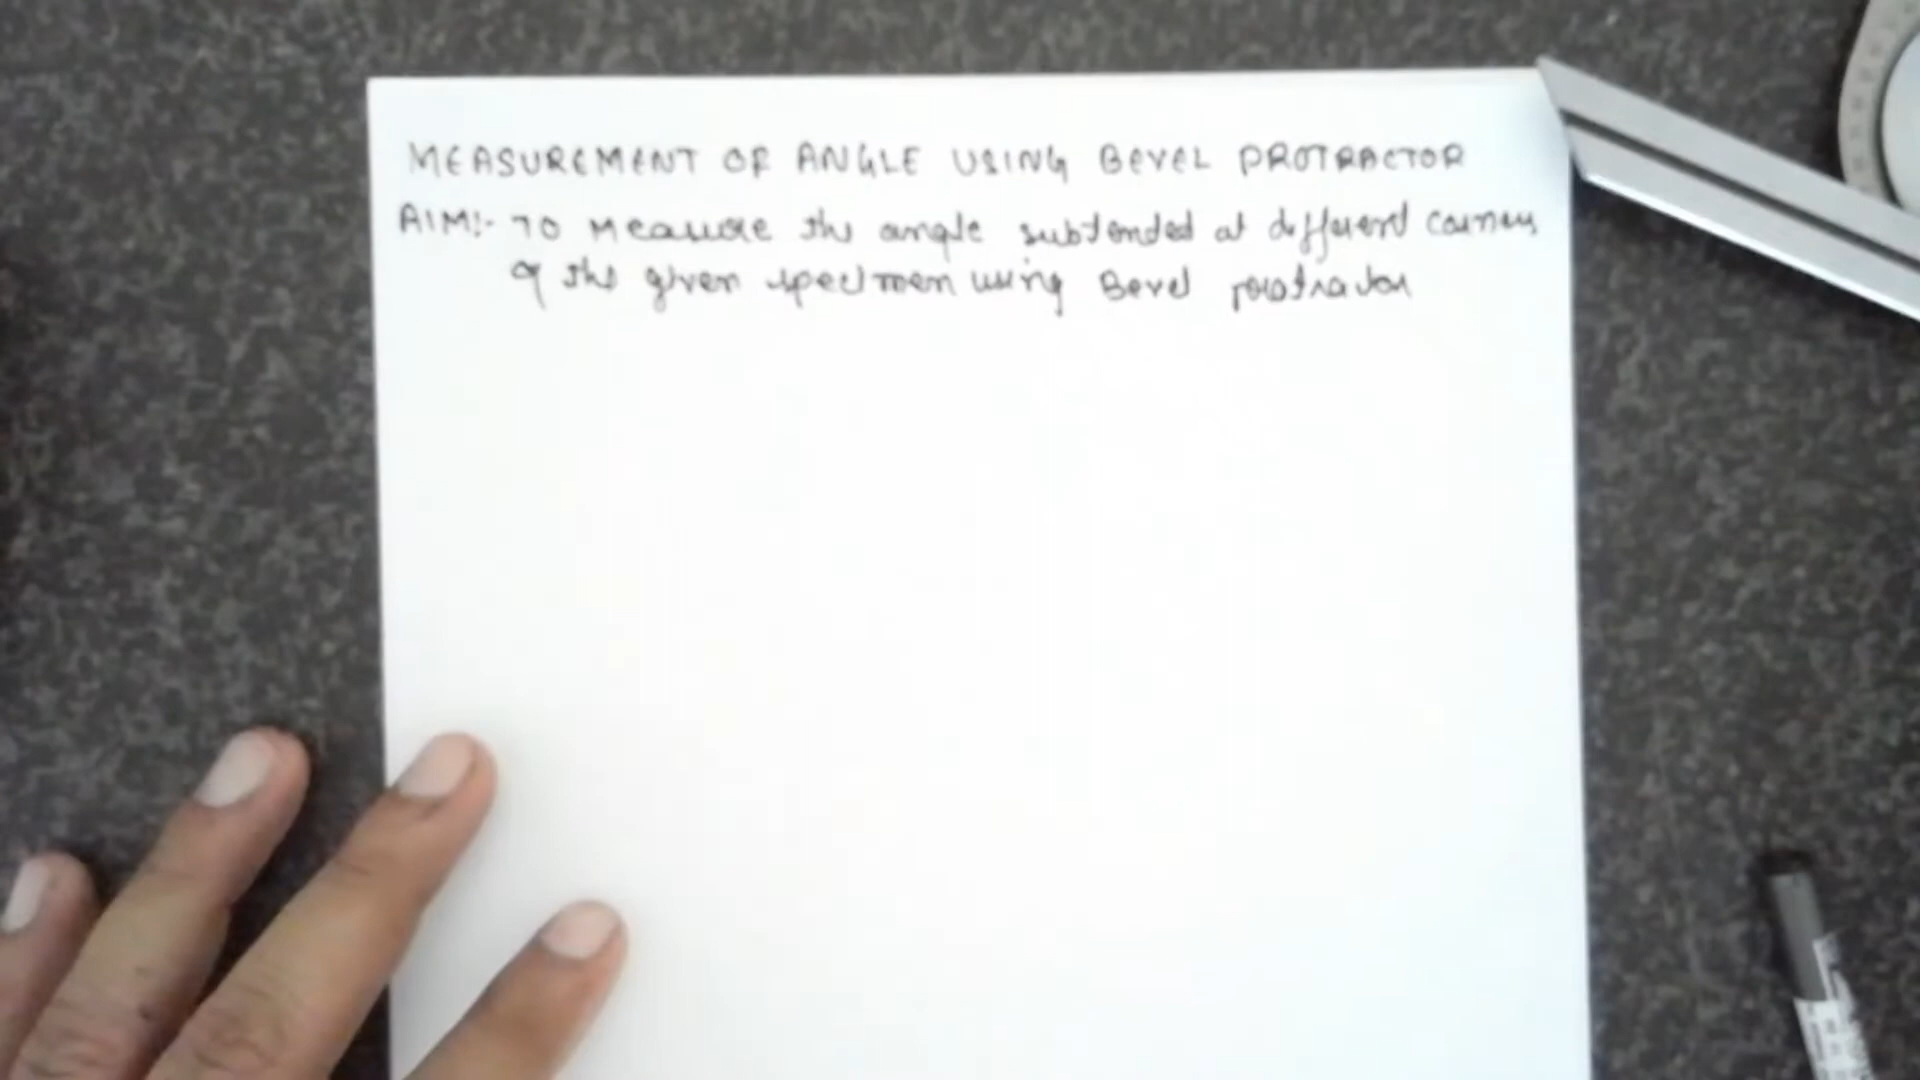 MEASUREMENT OF ANGLE USING BEVEL PROTRACTOR
AIM:- TO Measure the angle subtended at different corners
of the given specimen using Bevel protractor